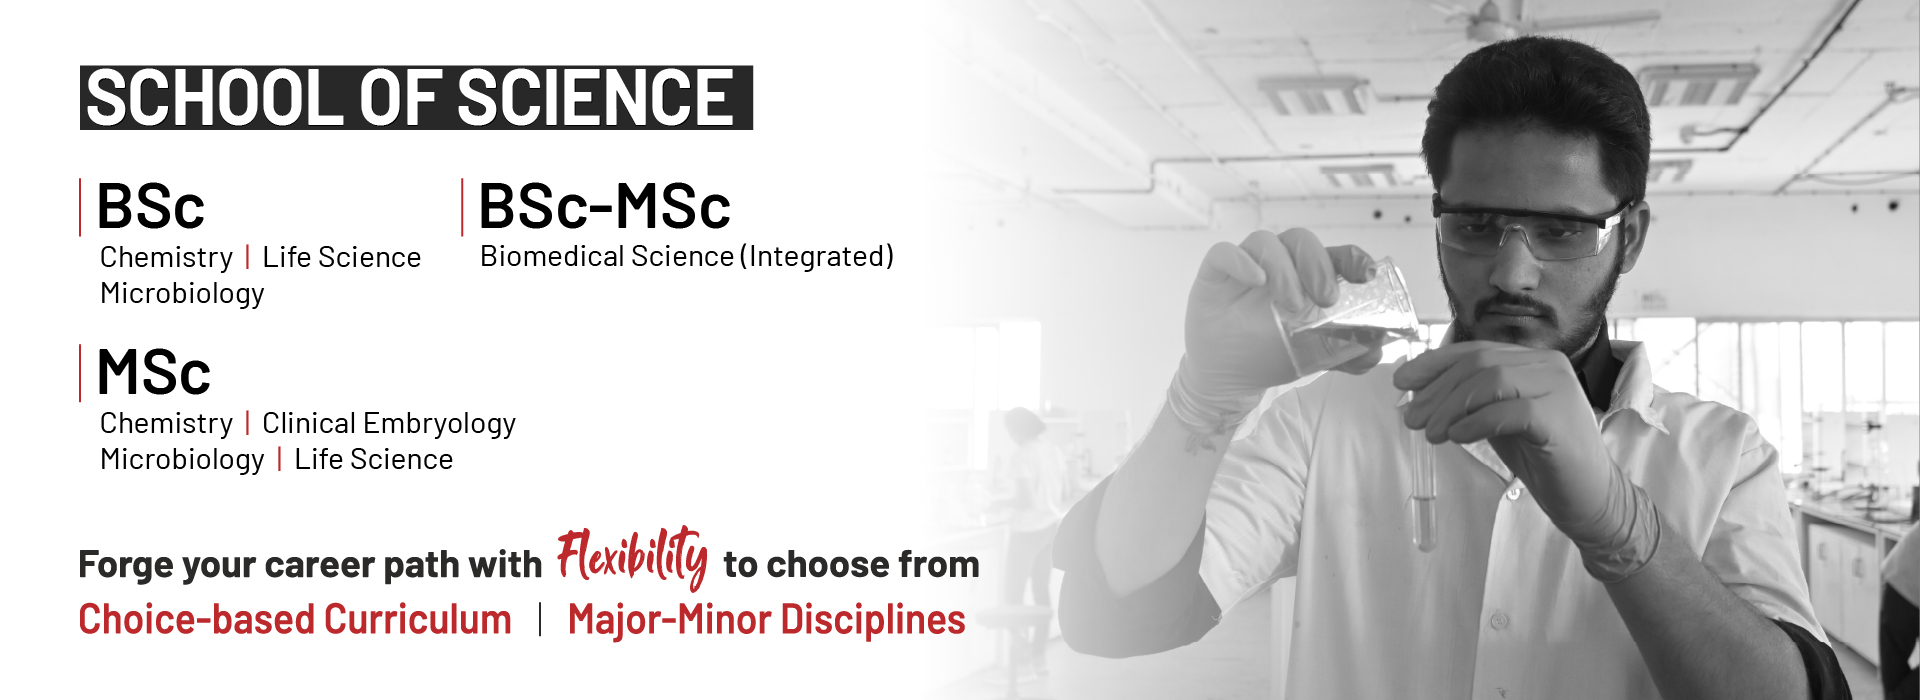 SCHOOL OF SCIENCE
BSc
Chemistry | Life Science
Microbiology
BSc-MSc
Biomedical Science (Integrated)
MSc
Chemistry | Clinical Embryology
Microbiology | Life Science
Forge your career path with Flexibility to choose from
Choice-based Curriculum | Major-Minor Disciplines